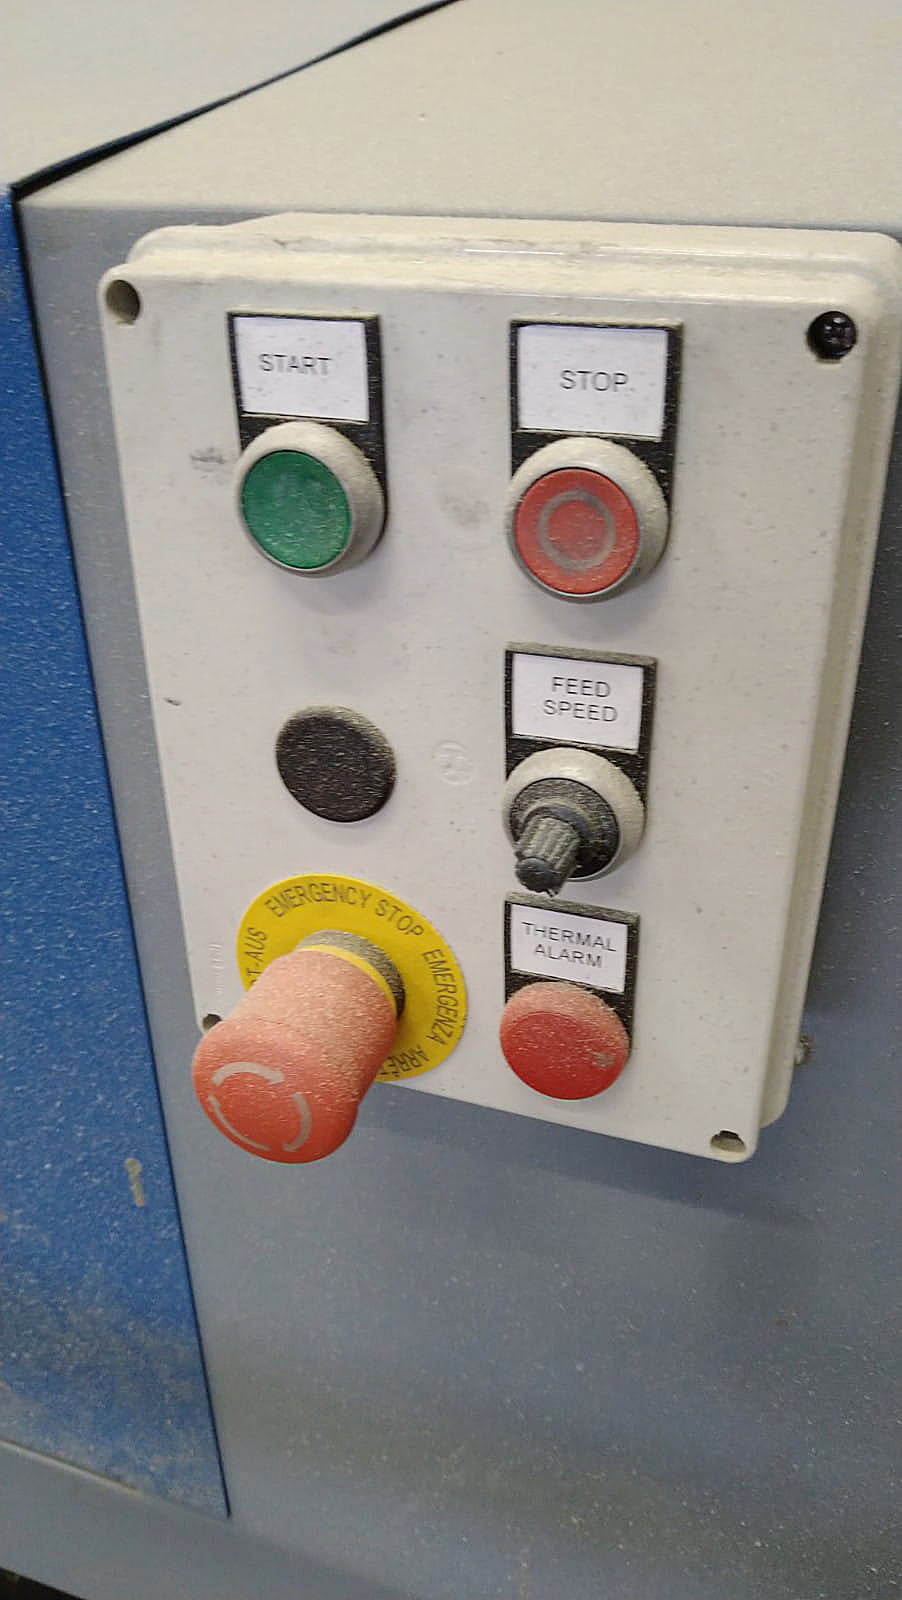 START
STOP
FEED
SPEED
EMERGENCY STOP
EMERGENZA
THERMAL
ALARM